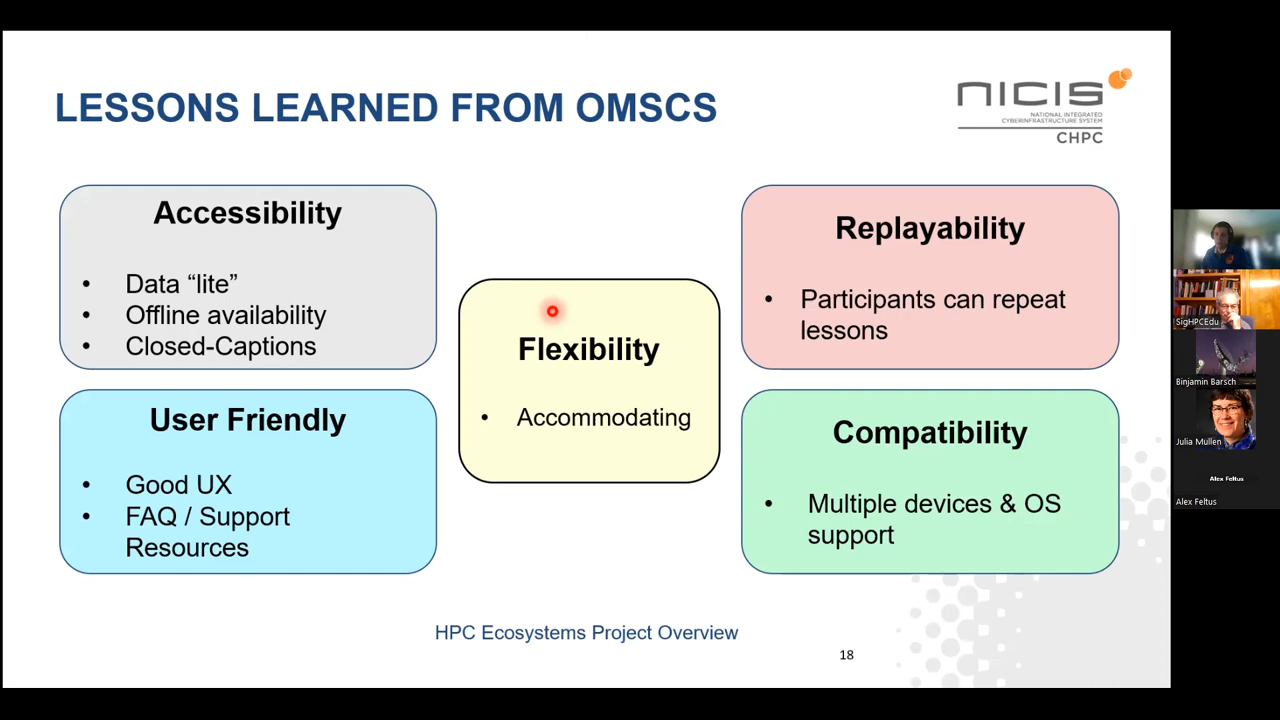 LESSONS LEARNED FROM OMSCS
NICIS
NATIONAL INTEGRATED
CYBERINFRASTRUCTURE SYSTEM
CHPC
Accessibility
• Data “lite”
• Offline availability
• Closed-Captions
User Friendly
• Good UX
• FAQ / Support
Resources
Flexibility
• Accommodating
Replayability
• Participants can repeat
lessons
Compatibility
• Multiple devices & OS
support
HPC Ecosystems Project Overview
18
SigHPCEdu
Binjamin Barsch
Julia Mullen
Alex Feltus
Alex Feltus